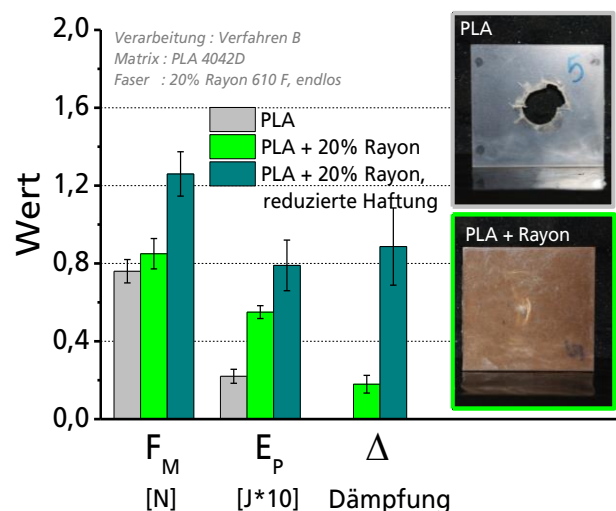 Verarbeitung : Verfahren B
Matrix : PLA 4042D
Faser : 20% Rayon 610 F, endlos
PLA
PLA + 20% Rayon
PLA + 20% Rayon,
reduzierte Haftung
Wert
2,0
1,6
1,2
0,8
0,4
0,0
F_M
[N]
E_P
[J*10]
Δ
Dämpfung
PLA
5
PLA + Rayon